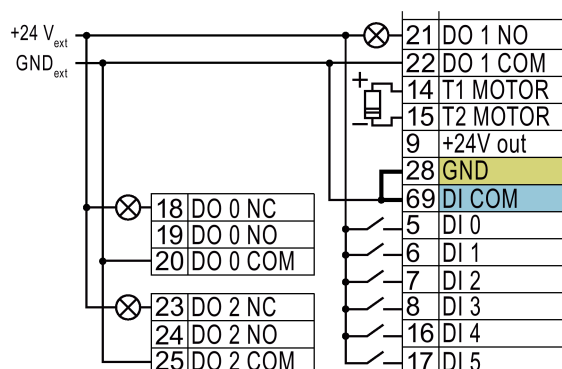 +24 Vext
GNDext
+
−
21 DO 1 NO
22 DO 1 COM
14 T1 MOTOR
15 T2 MOTOR
9 +24V out
28 GND
69 DI COM
5 DI 0
6 DI 1
7 DI 2
8 DI 3
16 DI 4
17 DI 5
18 DO 0 NC
19 DO 0 NO
20 DO 0 COM
23 DO 2 NC
24 DO 2 NO
25 DO 2 COM